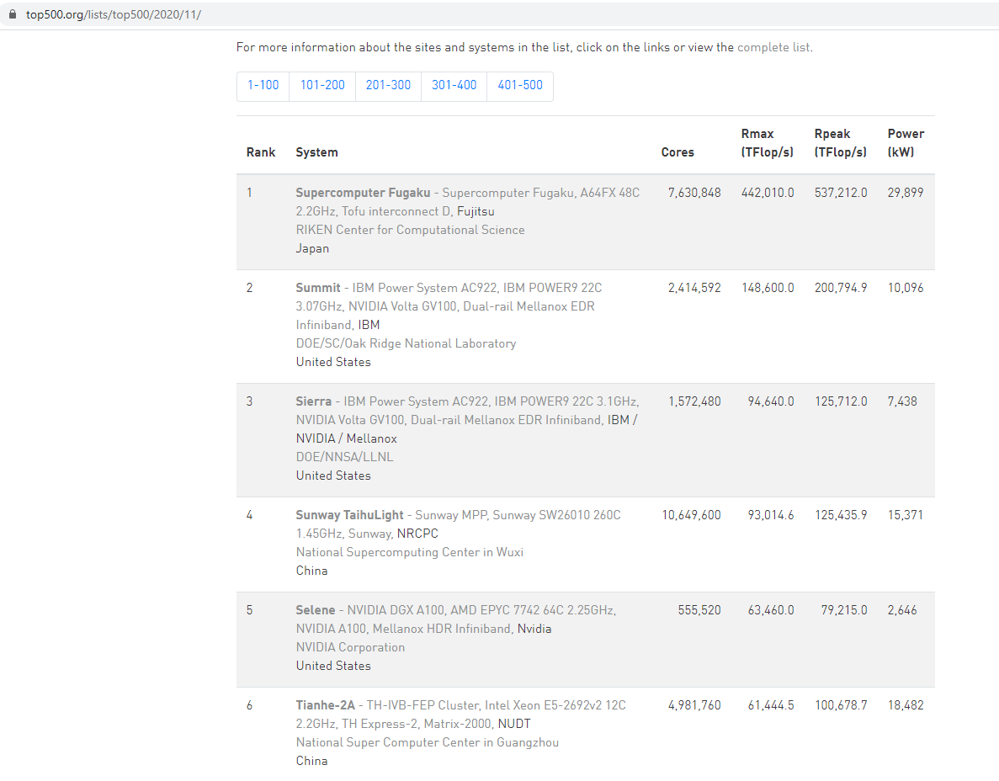 top500.org/lists/top500/2020/11/
For more information about the sites and systems in the list, click on the links or view the complete list.
1-100 101-200 201-300 301-400 401-500
Rank System Cores Rmax (TFlop/s) Rpeak (TFlop/s) Power (kW)
1 Supercomputer Fugaku - Supercomputer Fugaku, A64FX 48C 7,630,848 442,010.0 537,212.0 29,899
2.2GHz, Tofu interconnect D, Fujitsu
RIKEN Center for Computational Science
Japan
2 Summit - IBM Power System AC922, IBM POWER9 22C 2,414,592 148,600.0 200,794.9 10,096
3.07GHz, NVIDIA Volta GV100, Dual-rail Mellanox EDR
Infiniband, IBM
DOE/SC/Oak Ridge National Laboratory
United States
3 Sierra - IBM Power System AC922, IBM POWER9 22C 3.1GHz, 1,572,480 94,640.0 125,712.0 7,438
NVIDIA Volta GV100, Dual-rail Mellanox EDR Infiniband, IBM /
NVIDIA / Mellanox
DOE/NNSA/LLNL
United States
4 Sunway TaihuLight - Sunway MPP, Sunway SW26010 260C 10,649,600 93,014.6 125,435.9 15,371
1.45GHz, Sunway, NRCPC
National Supercomputing Center in Wuxi
China
5 Selene - NVIDIA DGX A100, AMD EPYC 7742 64C 2.25GHz, 555,520 63,460.0 79,215.0 2,646
NVIDIA A100, Mellanox HDR Infiniband, Nvidia
NVIDIA Corporation
United States
6 Tianhe-2A - TH-IVB-FEP Cluster, Intel Xeon E5-2692v2 12C 4,981,760 61,444.5 100,678.7 18,482
2.2GHz, TH Express-2, Matrix-2000, NUDT
National Super Computer Center in Guangzhou
China